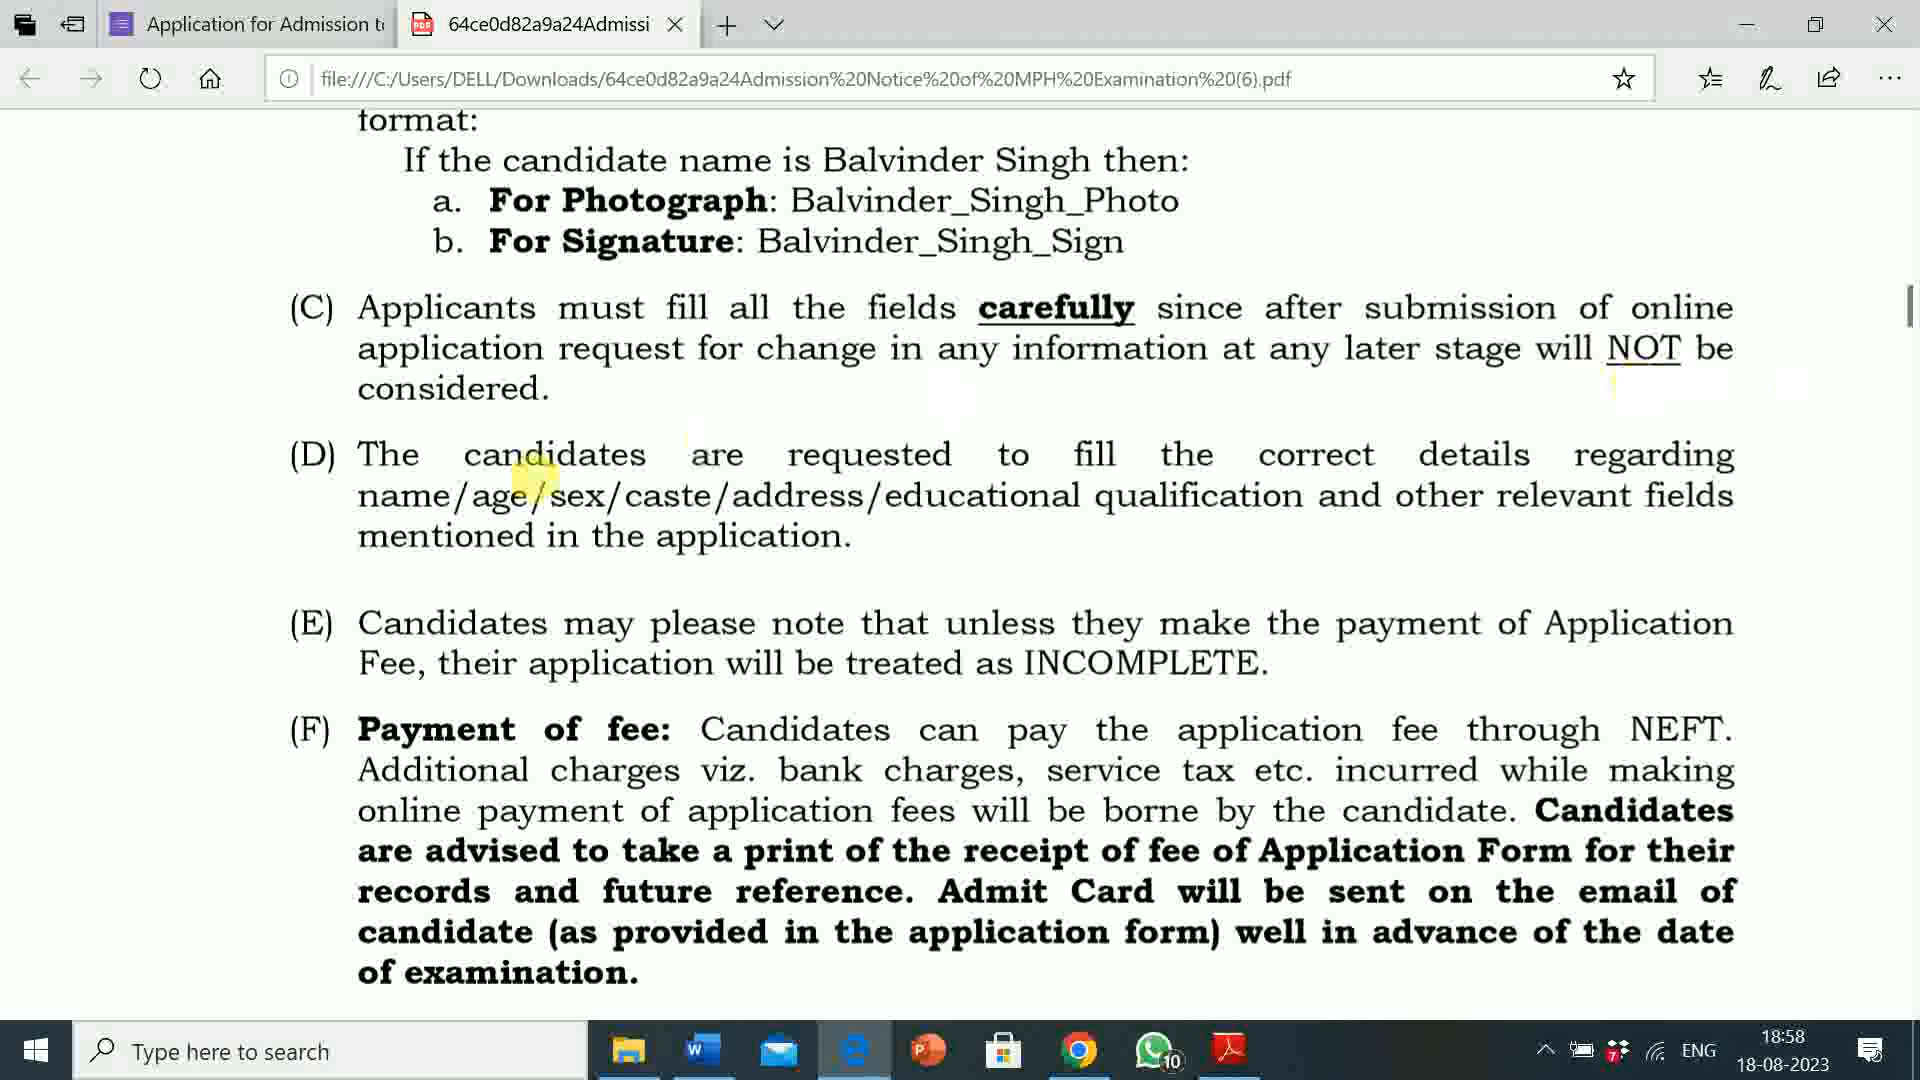 Application for Admission to
64ce0d82a9a24Admissi
file:///C:/Users/DELL/Downloads/64ce0d82a9a24Admission%20Notice%20of%20MPH%20Examination%20(6).pdf
format:
If the candidate name is Balvinder Singh then:
a. For Photograph: Balvinder_Singh_Photo
b. For Signature: Balvinder_Singh_Sign
(C) Applicants must fill all the fields carefully since after submission of online
application request for change in any information at any later stage will NOT be
considered.
(D) The candidates are requested to fill the correct details regarding
name/age/sex/caste/address/educational qualification and other relevant fields
mentioned in the application.
(E) Candidates may please note that unless they make the payment of Application
Fee, their application will be treated as INCOMPLETE.
(F) Payment of fee: Candidates can pay the application fee through NEFT.
Additional charges viz. bank charges, service tax etc. incurred while making
online payment of application fees will be borne by the candidate. Candidates
are advised to take a print of the receipt of fee of Application Form for their
records and future reference. Admit Card will be sent on the email of
candidate (as provided in the application form) well in advance of the date
of examination.
Type here to search
10
7
ENG
18:58
18-08-2023